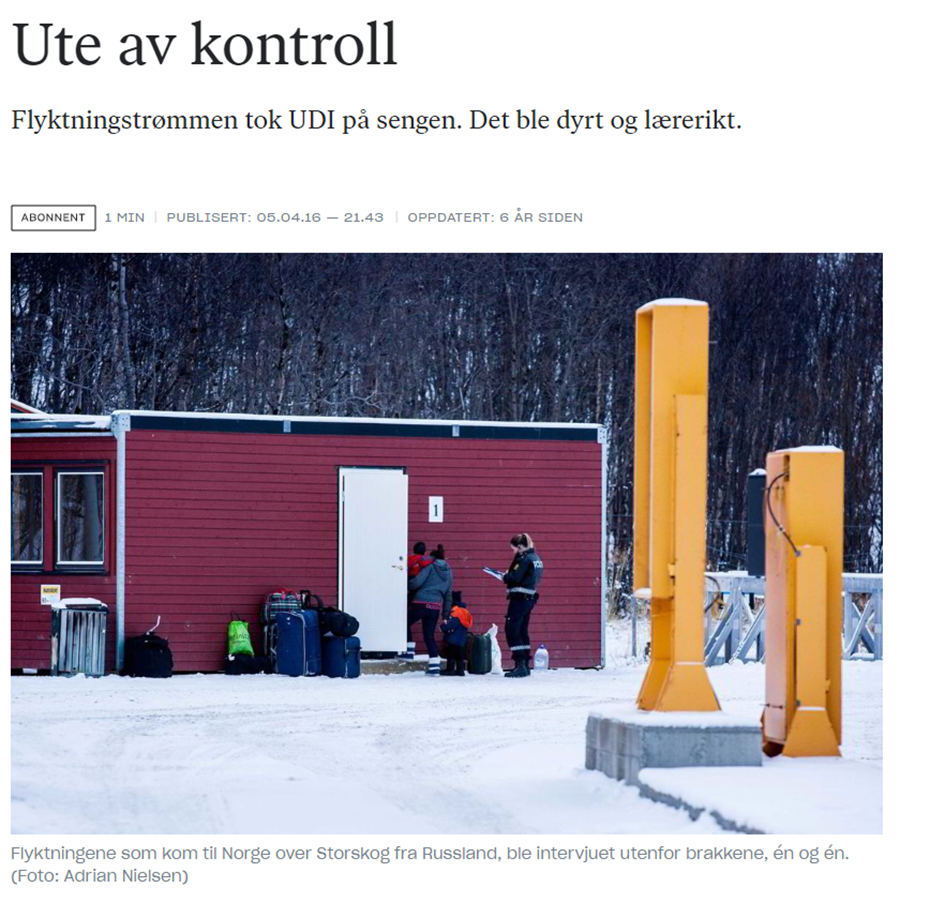 Ute av kontroll
Flyktningstrømmen tok UDI på sengen. Det ble dyrt og lærerikt.
ABONNENT 1 MIN | PUBLISERT: 05.04.16 — 21.43 | OPPDATERT: 6 ÅR SIDEN
1
Flyktningene som kom til Norge over Storskog fra Russland, ble intervjuet utenfor brakkene, én og én.
(Foto: Adrian Nielsen)